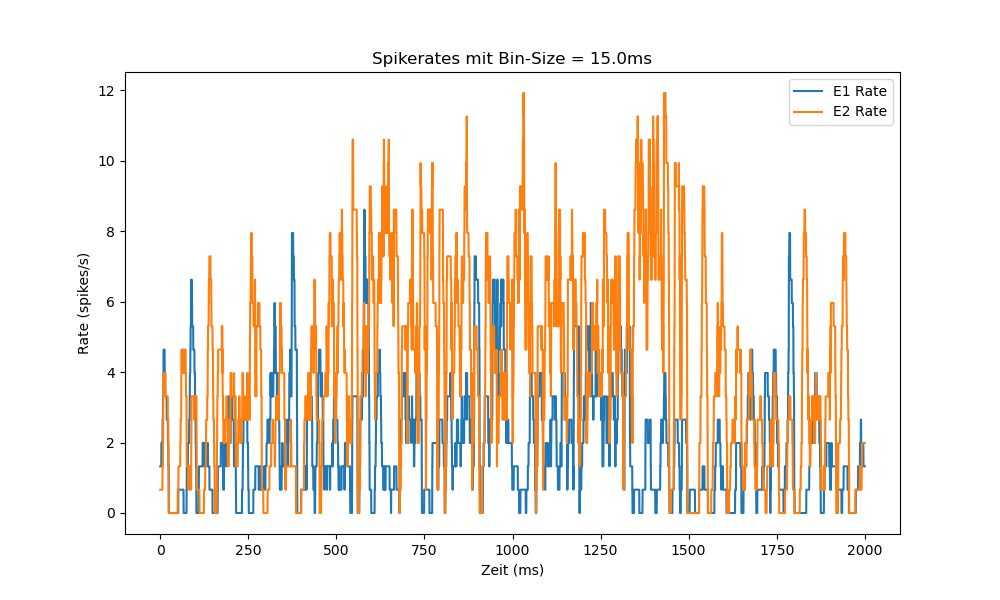 Spikerates mit Bin-Size = 15.0ms
E1 Rate
E2 Rate
Rate (spikes/s)
12
10
8
6
4
2
0
0 250 500 750 1000 1250 1500 1750 2000
Zeit (ms)